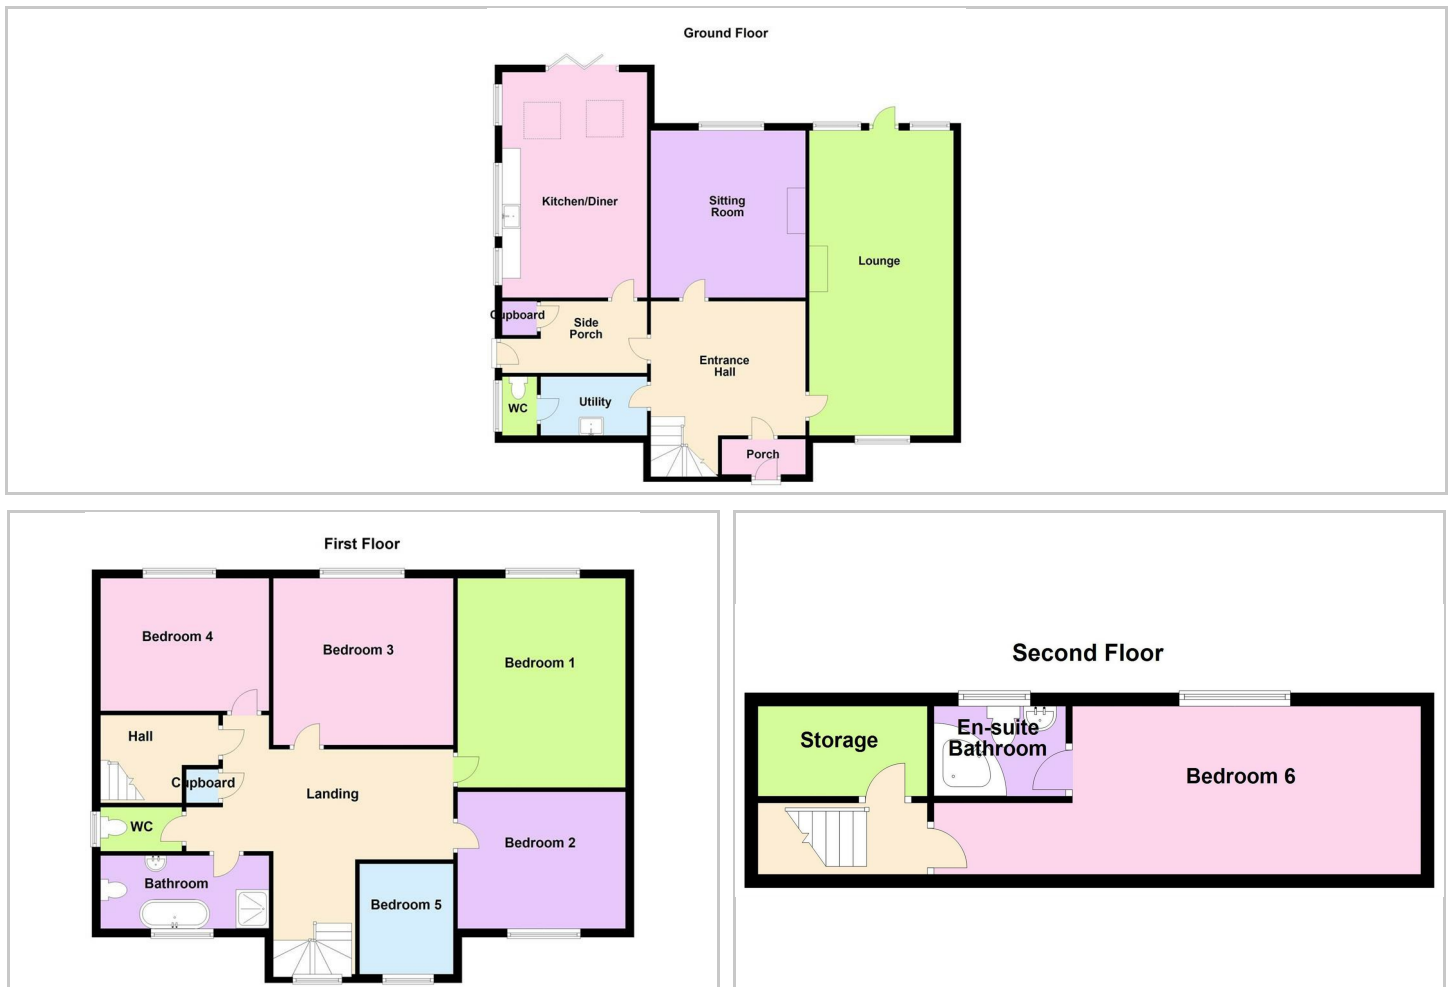 Ground Floor
Kitchen/Diner
Sitting
Room
Lounge
Cupboard
Side
Porch
Entrance
Hall
WC
Utility
Porch
First Floor
Bedroom 4
Bedroom 3
Bedroom 1
Hall
Cupboard
Landing
WC
Bedroom 2
Bathroom
Bedroom 5
Second Floor
Storage
En-suite
Bathroom
Bedroom 6